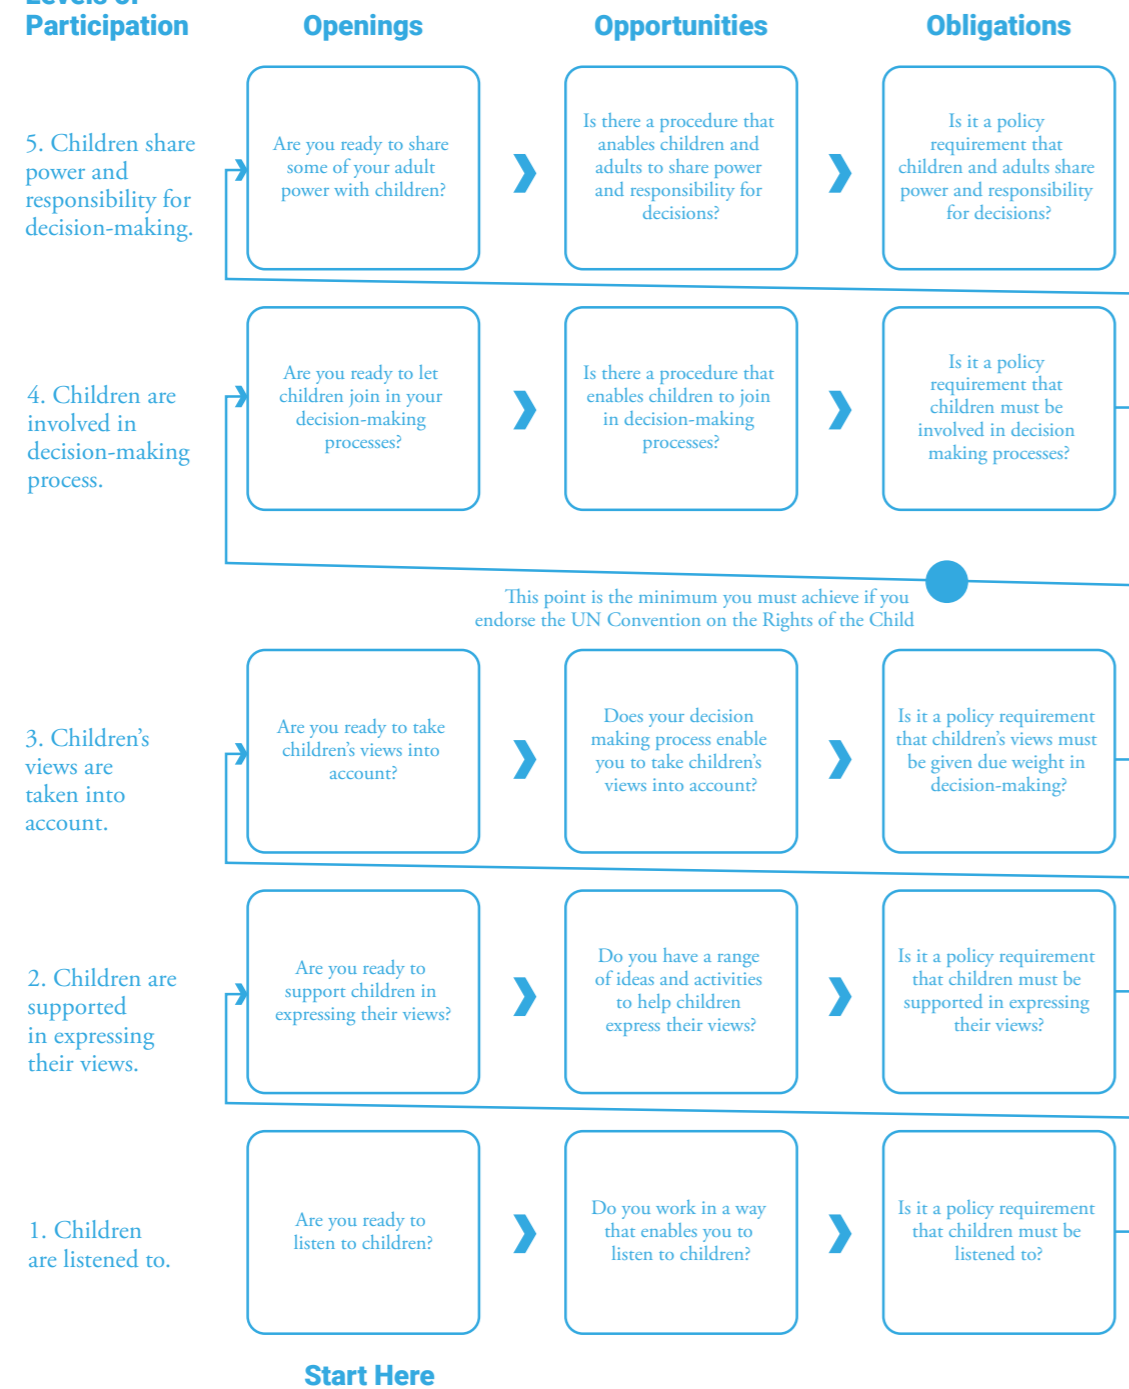 Levels of
Participation
Openings
Opportunities
Obligations
5. Children share
power and
responsibility for
decision-making.
Are you ready to share
some of your adult
power with children?
Is there a procedure that
anables children and
adults to share power
and responsibility for
decisions?
Is it a policy
requirement that
children and adults share
power and responsibility
for decisions?
4. Children are
involved in
decision-making
process.
Are you ready to let
children join in your
decision-making
processes?
Is there a procedure that
enables children to join
in decision-making
processes?
Is it a policy
requirement that
children must be
involved in decision
making processes?
This point is the minimum you must achieve if you
endorse the UN Convention on the Rights of the Child
3. Children’s
views are
taken into
account.
Are you ready to take
children’s views into
account?
Does your decision
making process enable
you to take children’s
views into account?
Is it a policy requirement
that children’s views must
be given due weight in
decision-making?
2. Children are
supported
in expressing
their views.
Are you ready to
support children in
expressing their views?
Do you have a range
of ideas and activities
to help children
express their views?
Is it a policy requirement
that children must be
supported in expressing
their views?
1. Children
are listened to.
Are you ready to
listen to children?
Do you work in a way
that enables you to
listen to children?
Is it a policy requirement
that children must be
listened to?
Start Here